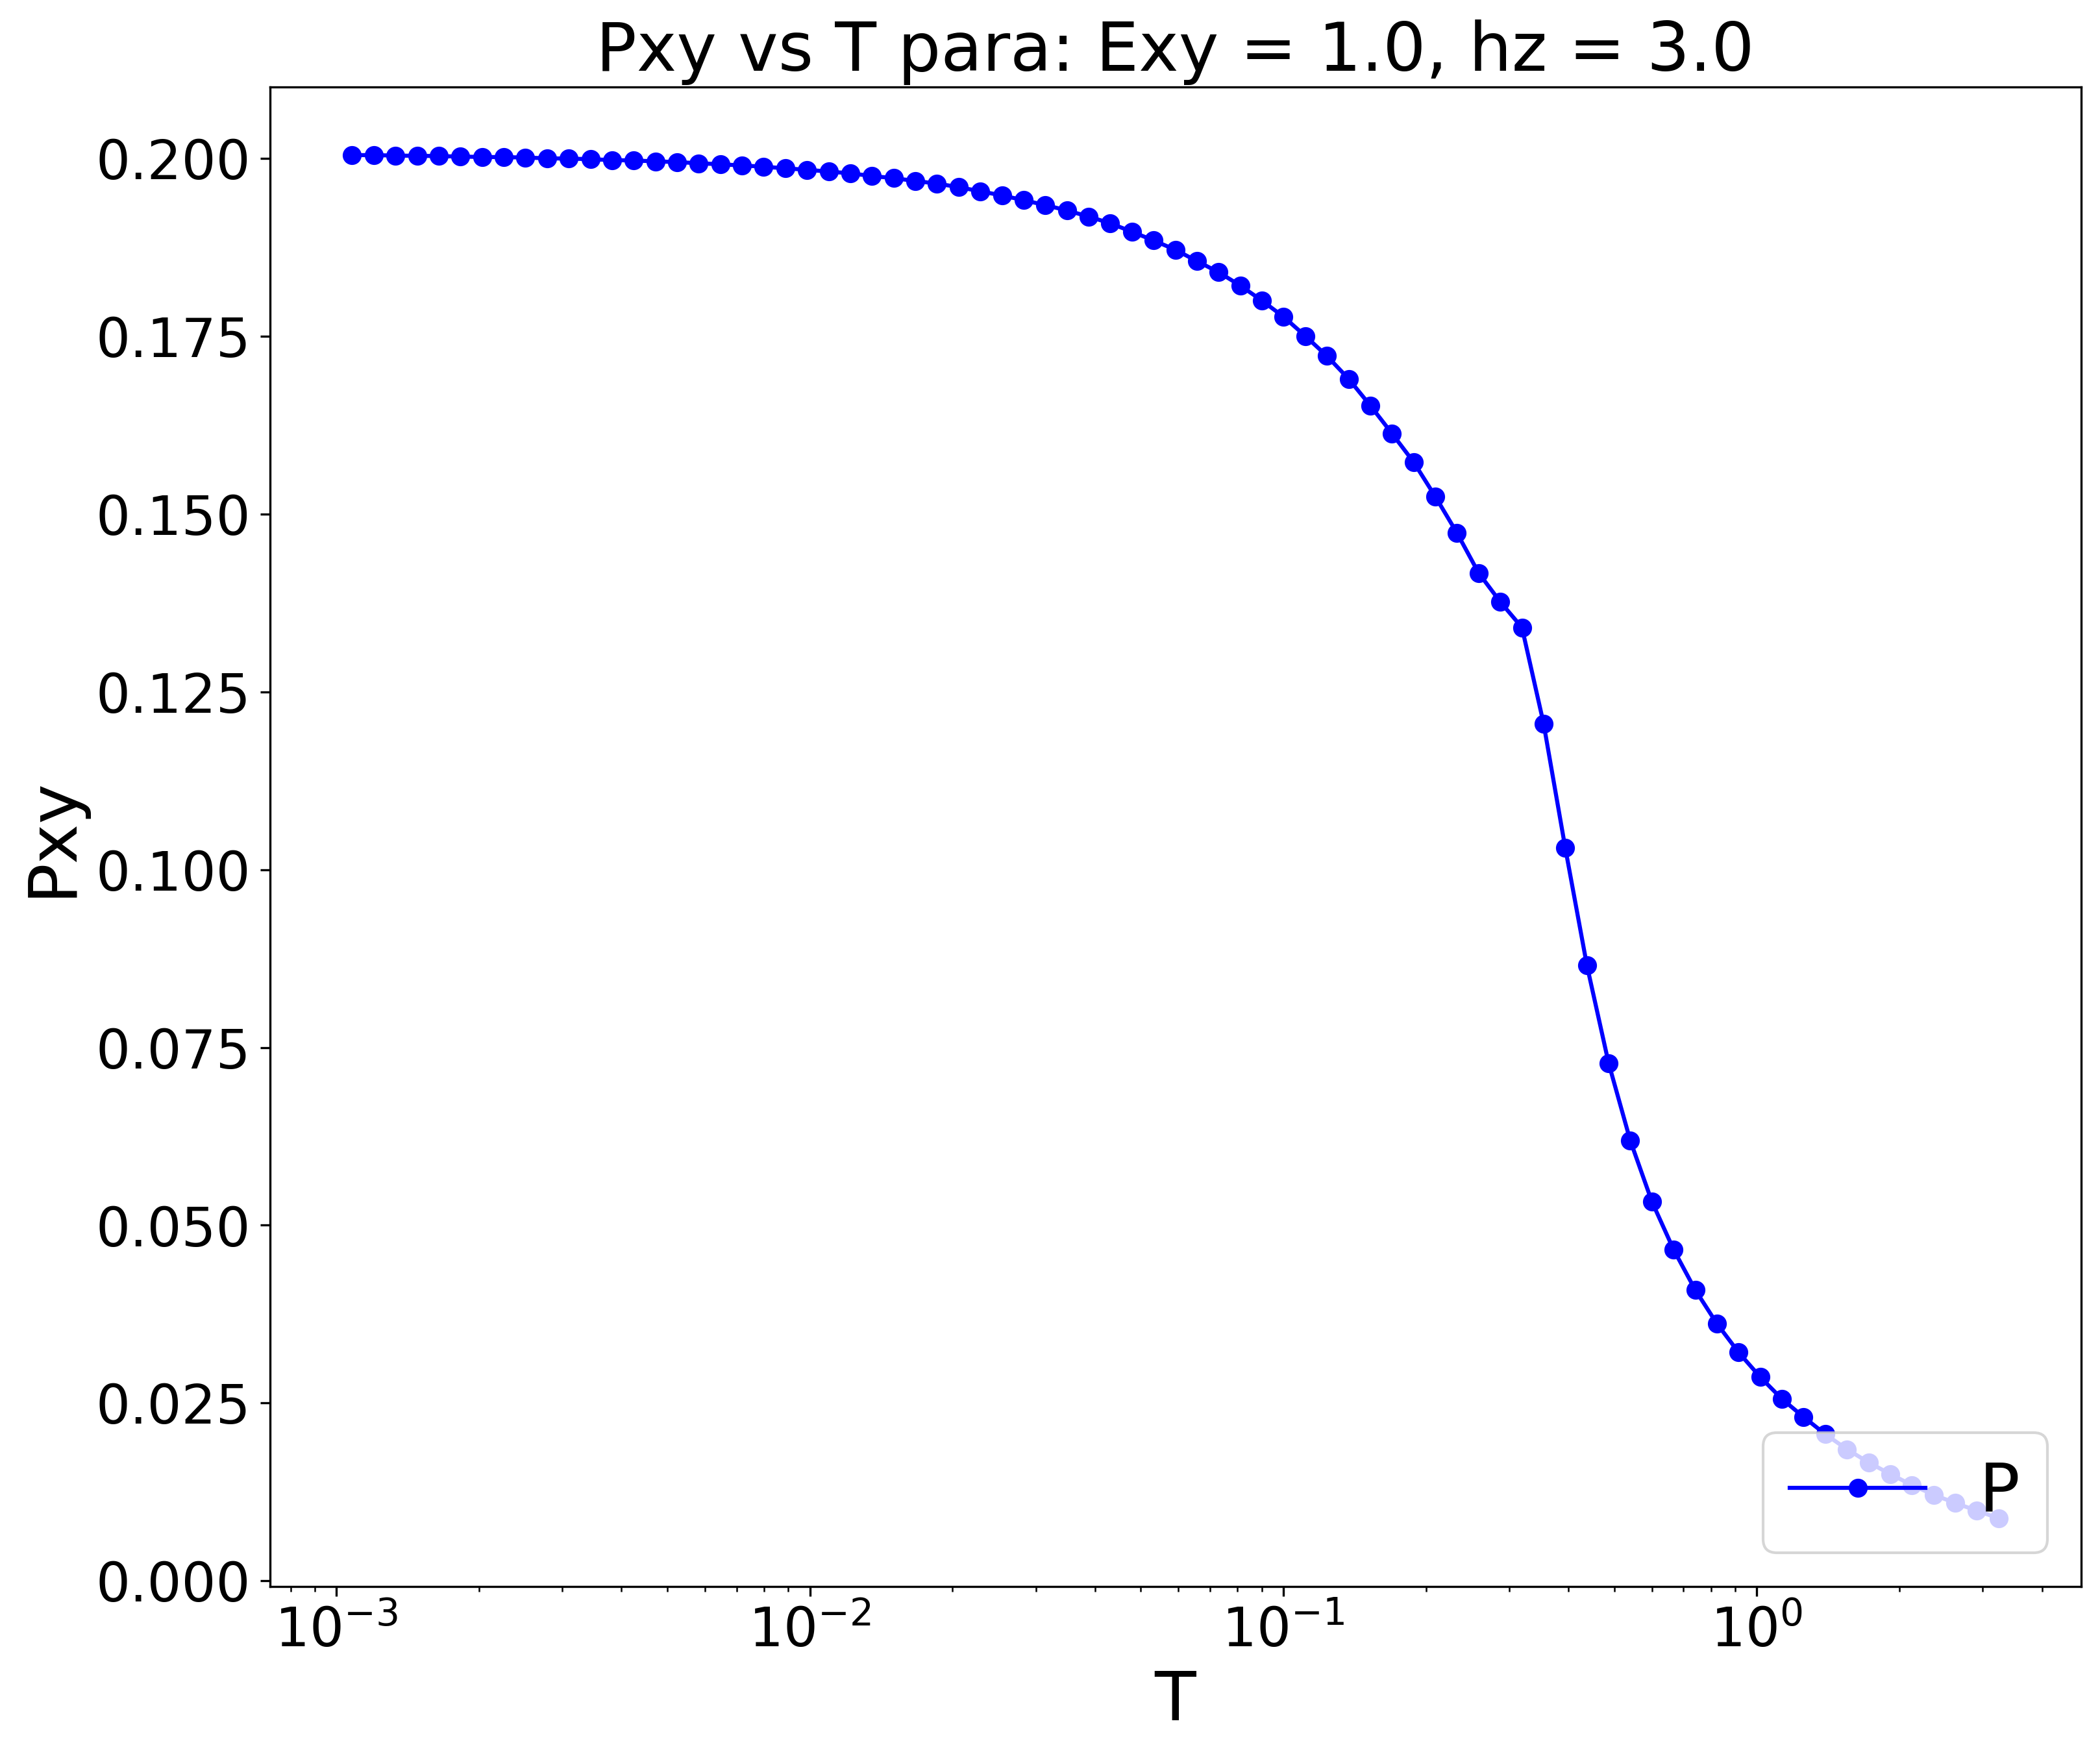 Pxy vs T para: Exy = 1.0, hz = 3.0
0.200
0.175
0.150
0.125
0.100
0.075
0.050
0.025
0.000
Pxy
P
10⁻³ 10⁻² 10⁻¹ 10⁰
T